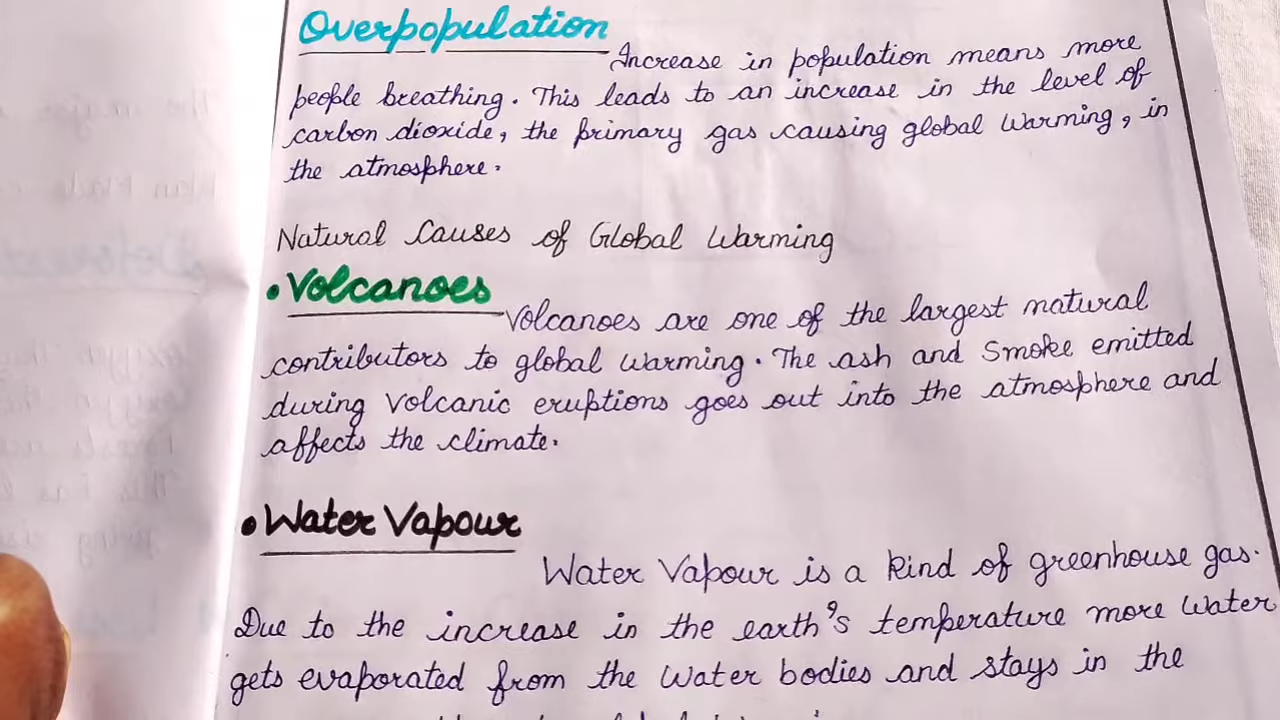 Overpopulation
Increase in population means more
people breathing. This leads to an increase in the level of
carbon dioxide, the primary gas causing global warming, in
the atmosphere.
Natural Causes of Global Warming
• Volcanoes
Volcanoes are one of the largest natural
contributors to global warming. The ash and Smoke emitted
during Volcanic eruptions goes out into the atmosphere and
affects the climate.
• Water Vapour
Water Vapour is a kind of greenhouse gas.
Due to the increase in the earth's temperature more water
gets evaporated from the water bodies and stays in the